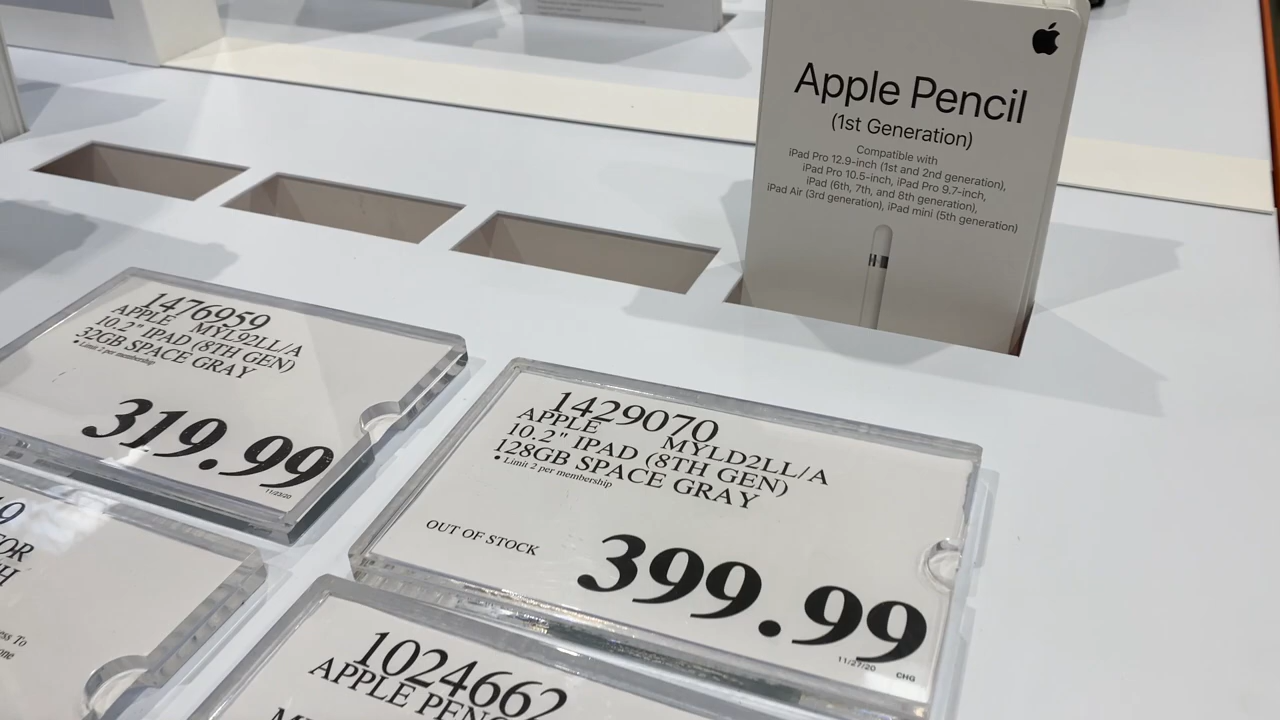 Apple Pencil
(1st Generation)
Compatible with
iPad Pro 12.9-inch (1st and 2nd generation),
iPad Pro 10.5-inch, iPad Pro 9.7-inch,
iPad (6th, 7th, and 8th generation),
iPad Air (3rd generation), iPad mini (5th generation)
1476959
APPLE MYL92LL/A
10.2" IPAD (8TH GEN)
32GB SPACE GRAY
• Limit 2 per membership
319.99
11/23/20
1429070
APPLE MYLD2LL/A
10.2" IPAD (8TH GEN)
128GB SPACE GRAY
• Limit 2 per membership
OUT OF STOCK
399.99
11/27/20
CHG
1024662
APPLE PENC
To